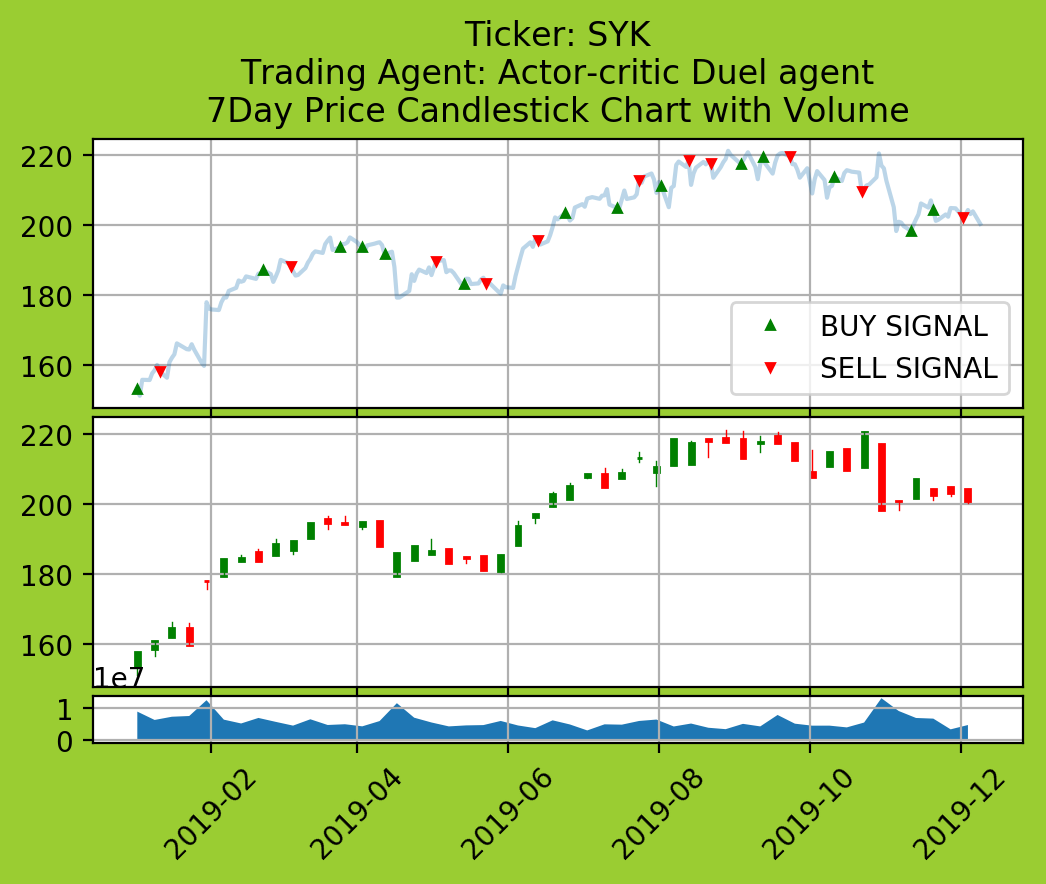 Ticker: SYK
Trading Agent: Actor-critic Duel agent
7Day Price Candlestick Chart with Volume
220
200
180
160
BUY SIGNAL
SELL SIGNAL
220
200
180
160
1e7
1
0
2019-02
2019-04
2019-06
2019-08
2019-10
2019-12